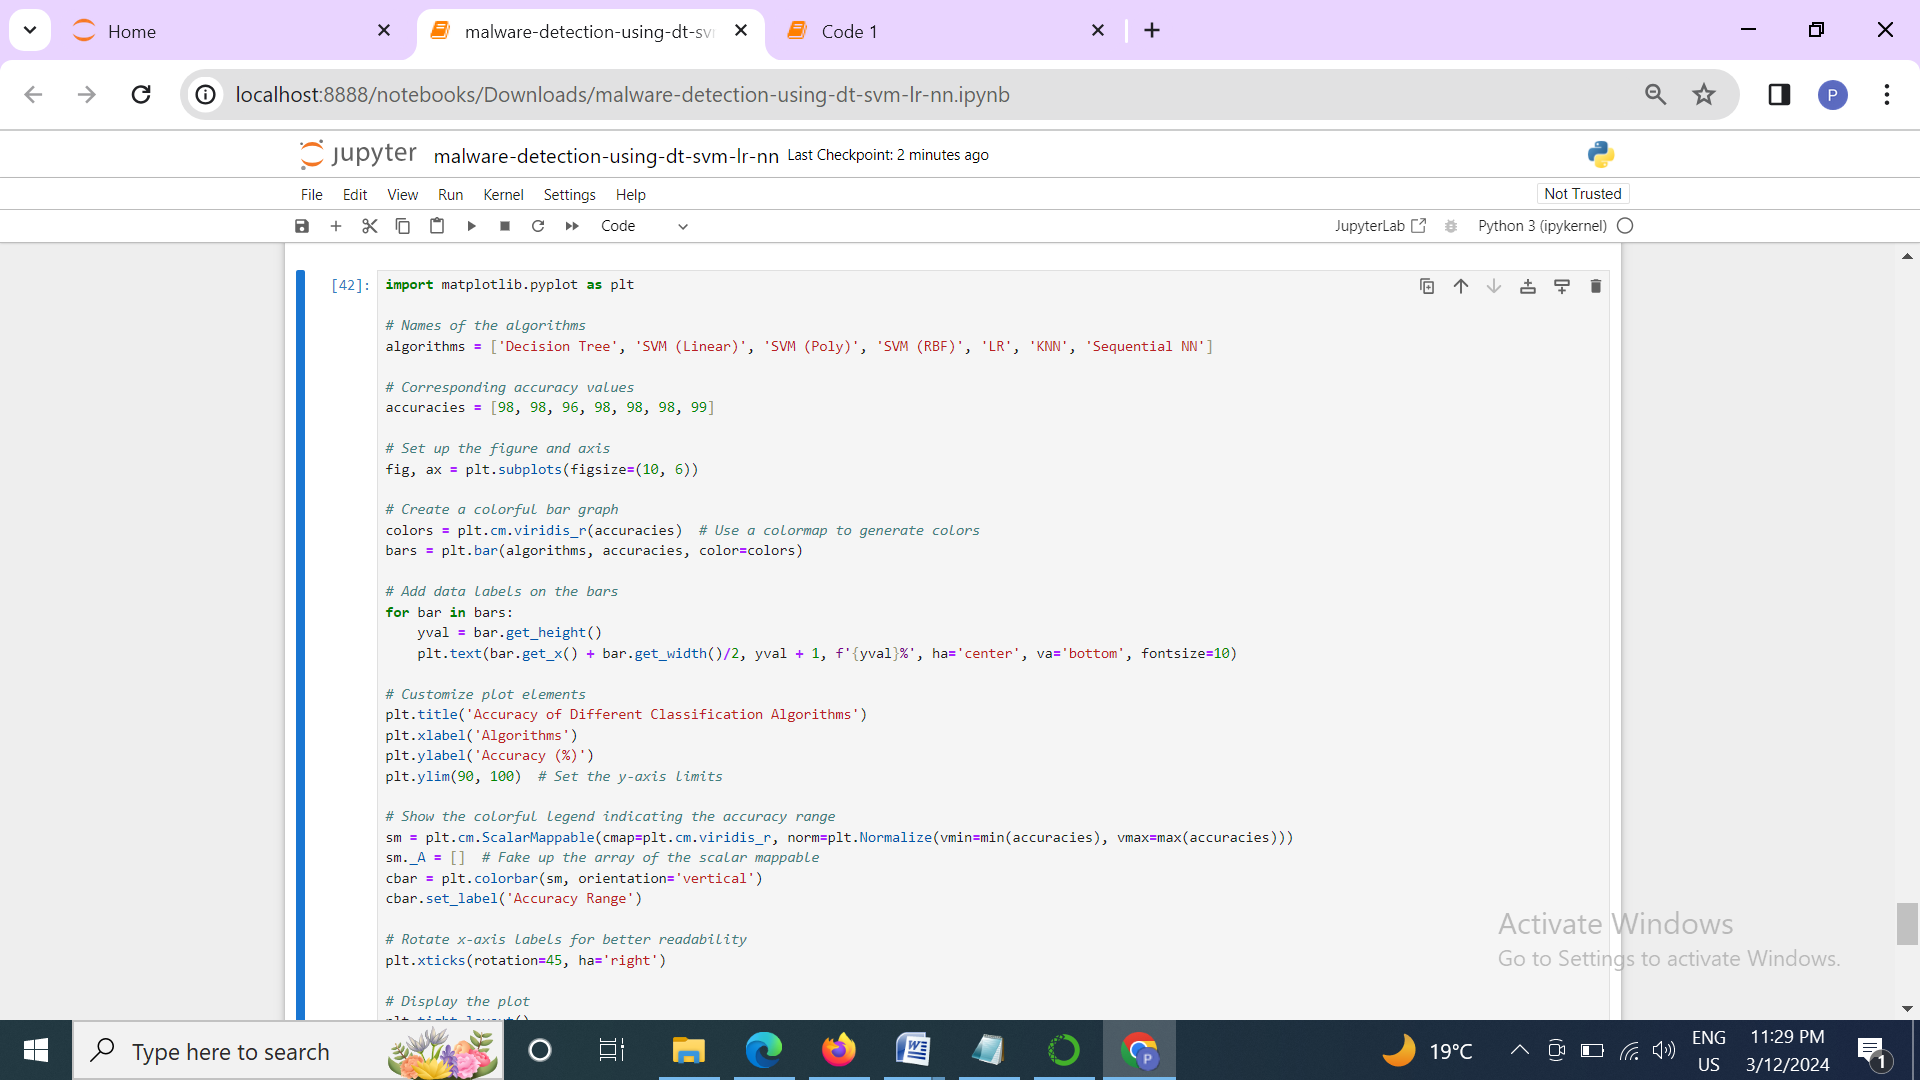 Home
malware-detection-using-dt-sv
Code 1
localhost:8888/notebooks/Downloads/malware-detection-using-dt-svm-lr-nn.ipynb
P
jupyter malware-detection-using-dt-svm-lr-nn Last Checkpoint: 2 minutes ago
File Edit View Run Kernel Settings Help
Not Trusted
Code
JupyterLab
Python 3 (ipykernel)
[42]:
import matplotlib.pyplot as plt
# Names of the algorithms
algorithms = ['Decision Tree', 'SVM (Linear)', 'SVM (Poly)', 'SVM (RBF)', 'LR', 'KNN', 'Sequential NN']
# Corresponding accuracy values
accuracies = [98, 98, 96, 98, 98, 98, 99]
# Set up the figure and axis
fig, ax = plt.subplots(figsize=(10, 6))
# Create a colorful bar graph
colors = plt.cm.viridis_r(accuracies)  # Use a colormap to generate colors
bars = plt.bar(algorithms, accuracies, color=colors)
# Add data labels on the bars
for bar in bars:
    yval = bar.get_height()
    plt.text(bar.get_x() + bar.get_width()/2, yval + 1, f'{yval}%', ha='center', va='bottom', fontsize=10)
# Customize plot elements
plt.title('Accuracy of Different Classification Algorithms')
plt.xlabel('Algorithms')
plt.ylabel('Accuracy (%)')
plt.ylim(90, 100)  # Set the y-axis limits
# Show the colorful legend indicating the accuracy range
sm = plt.cm.ScalarMappable(cmap=plt.cm.viridis_r, norm=plt.Normalize(vmin=min(accuracies), vmax=max(accuracies)))
sm._A = []  # Fake up the array of the scalar mappable
cbar = plt.colorbar(sm, orientation='vertical')
cbar.set_label('Accuracy Range')
# Rotate x-axis labels for better readability
plt.xticks(rotation=45, ha='right')
# Display the plot
plt.tight_layout()
Activate Windows
Go to Settings to activate Windows.
Type here to search
P
19°C
ENG
US
11:29 PM
3/12/2024
1